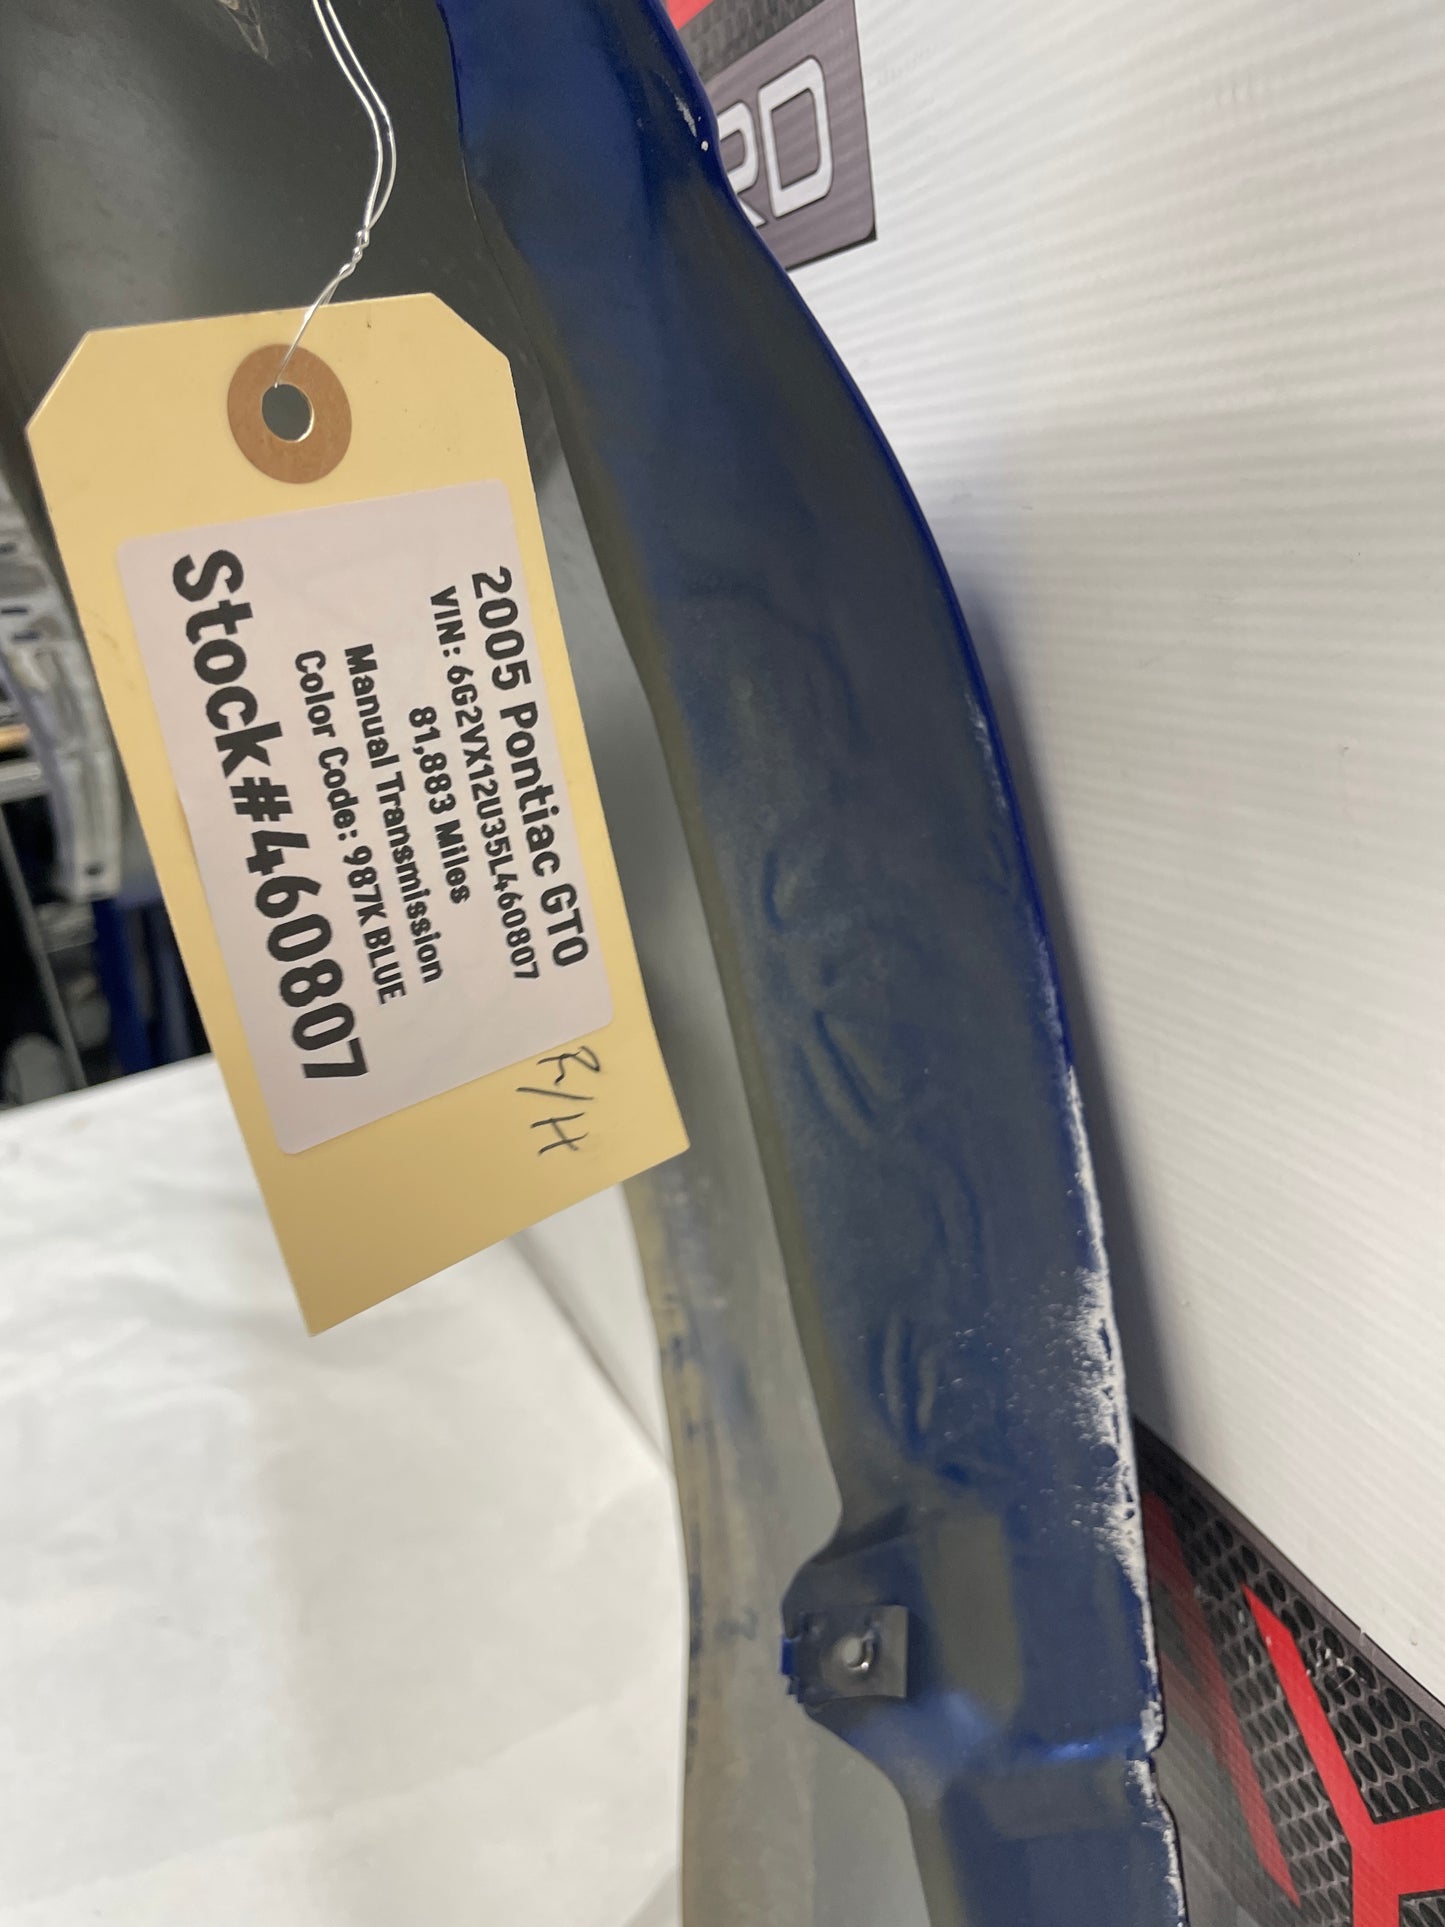 2005 Pontiac GTO
VIN: 6G2VX12U35L460807
81,883 Miles
Manual Transmission
Color Code: 987K BLUE
Stock#460807
R/H
RD